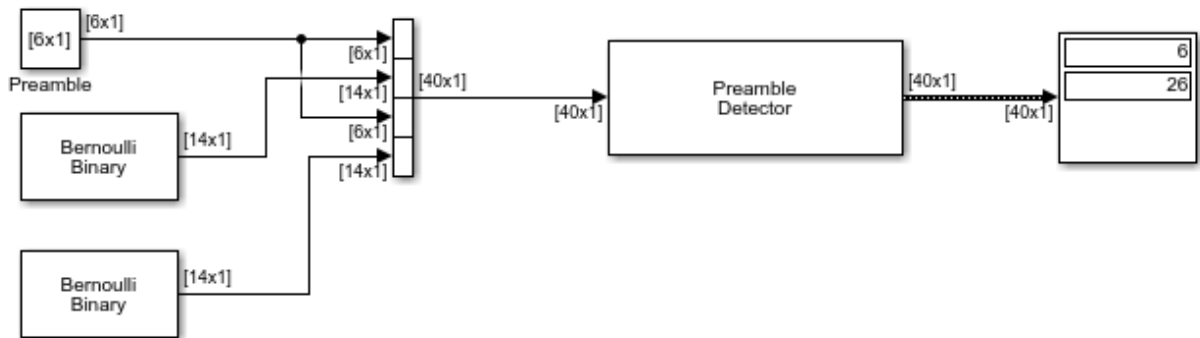 [6x1]
[6x1]
Preamble
[6x1]
[14x1]
[6x1]
[14x1]
Bernoulli
Binary
[14x1]
Bernoulli
Binary
[14x1]
[40x1]
[40x1]
Preamble
Detector
[40x1]
[40x1]
6
26